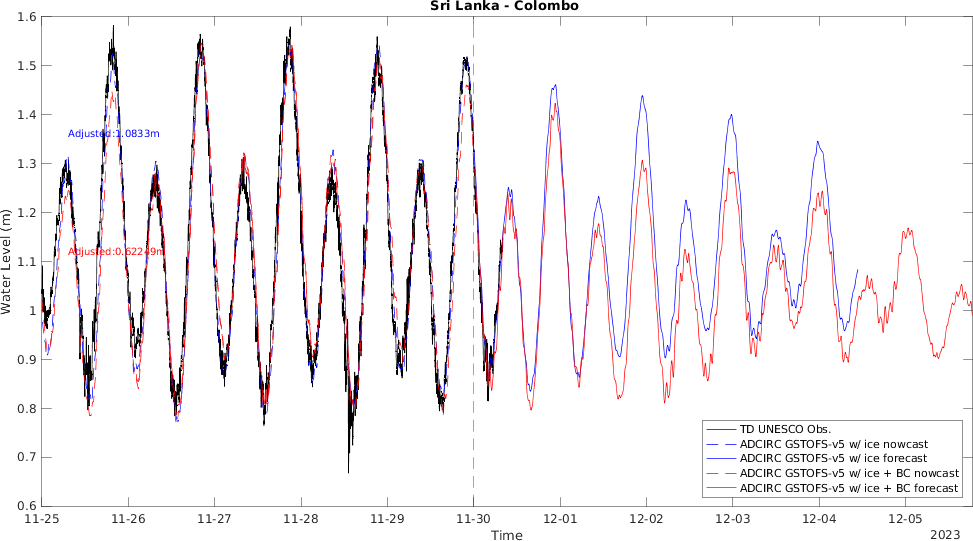 Sri Lanka - Colombo
1.6
1.5
1.4
1.3
1.2
1.1
1
0.9
0.8
0.7
0.6
Water Level (m)
Adjusted:1.0833m
Adjusted:0.62249m
TD UNESCO Obs.
ADCIRC GSTOFS-v5 w/ ice nowcast
ADCIRC GSTOFS-v5 w/ ice forecast
ADCIRC GSTOFS-v5 w/ ice + BC nowcast
ADCIRC GSTOFS-v5 w/ ice + BC forecast
11-25 11-26 11-27 11-28 11-29 11-30 12-01 12-02 12-03 12-04 12-05
Time
2023